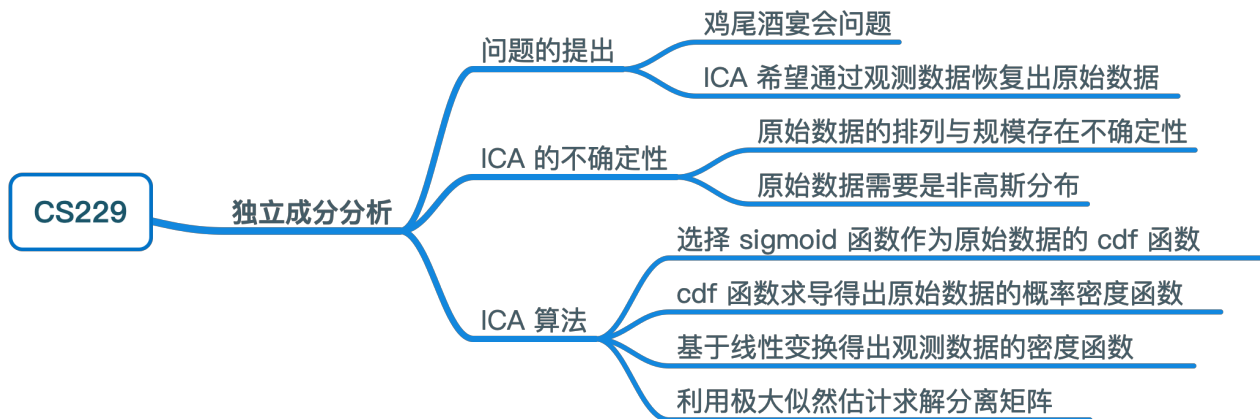 CS229
独立成分分析
问题的提出
鸡尾酒宴会问题
ICA 希望通过观测数据恢复出原始数据
ICA 的不确定性
原始数据的排列与规模存在不确定性
原始数据需要是非高斯分布
ICA 算法
选择 sigmoid 函数作为原始数据的 cdf 函数
cdf 函数求导得出原始数据的概率密度函数
基于线性变换得出观测数据的密度函数
利用极大似然估计求解分离矩阵